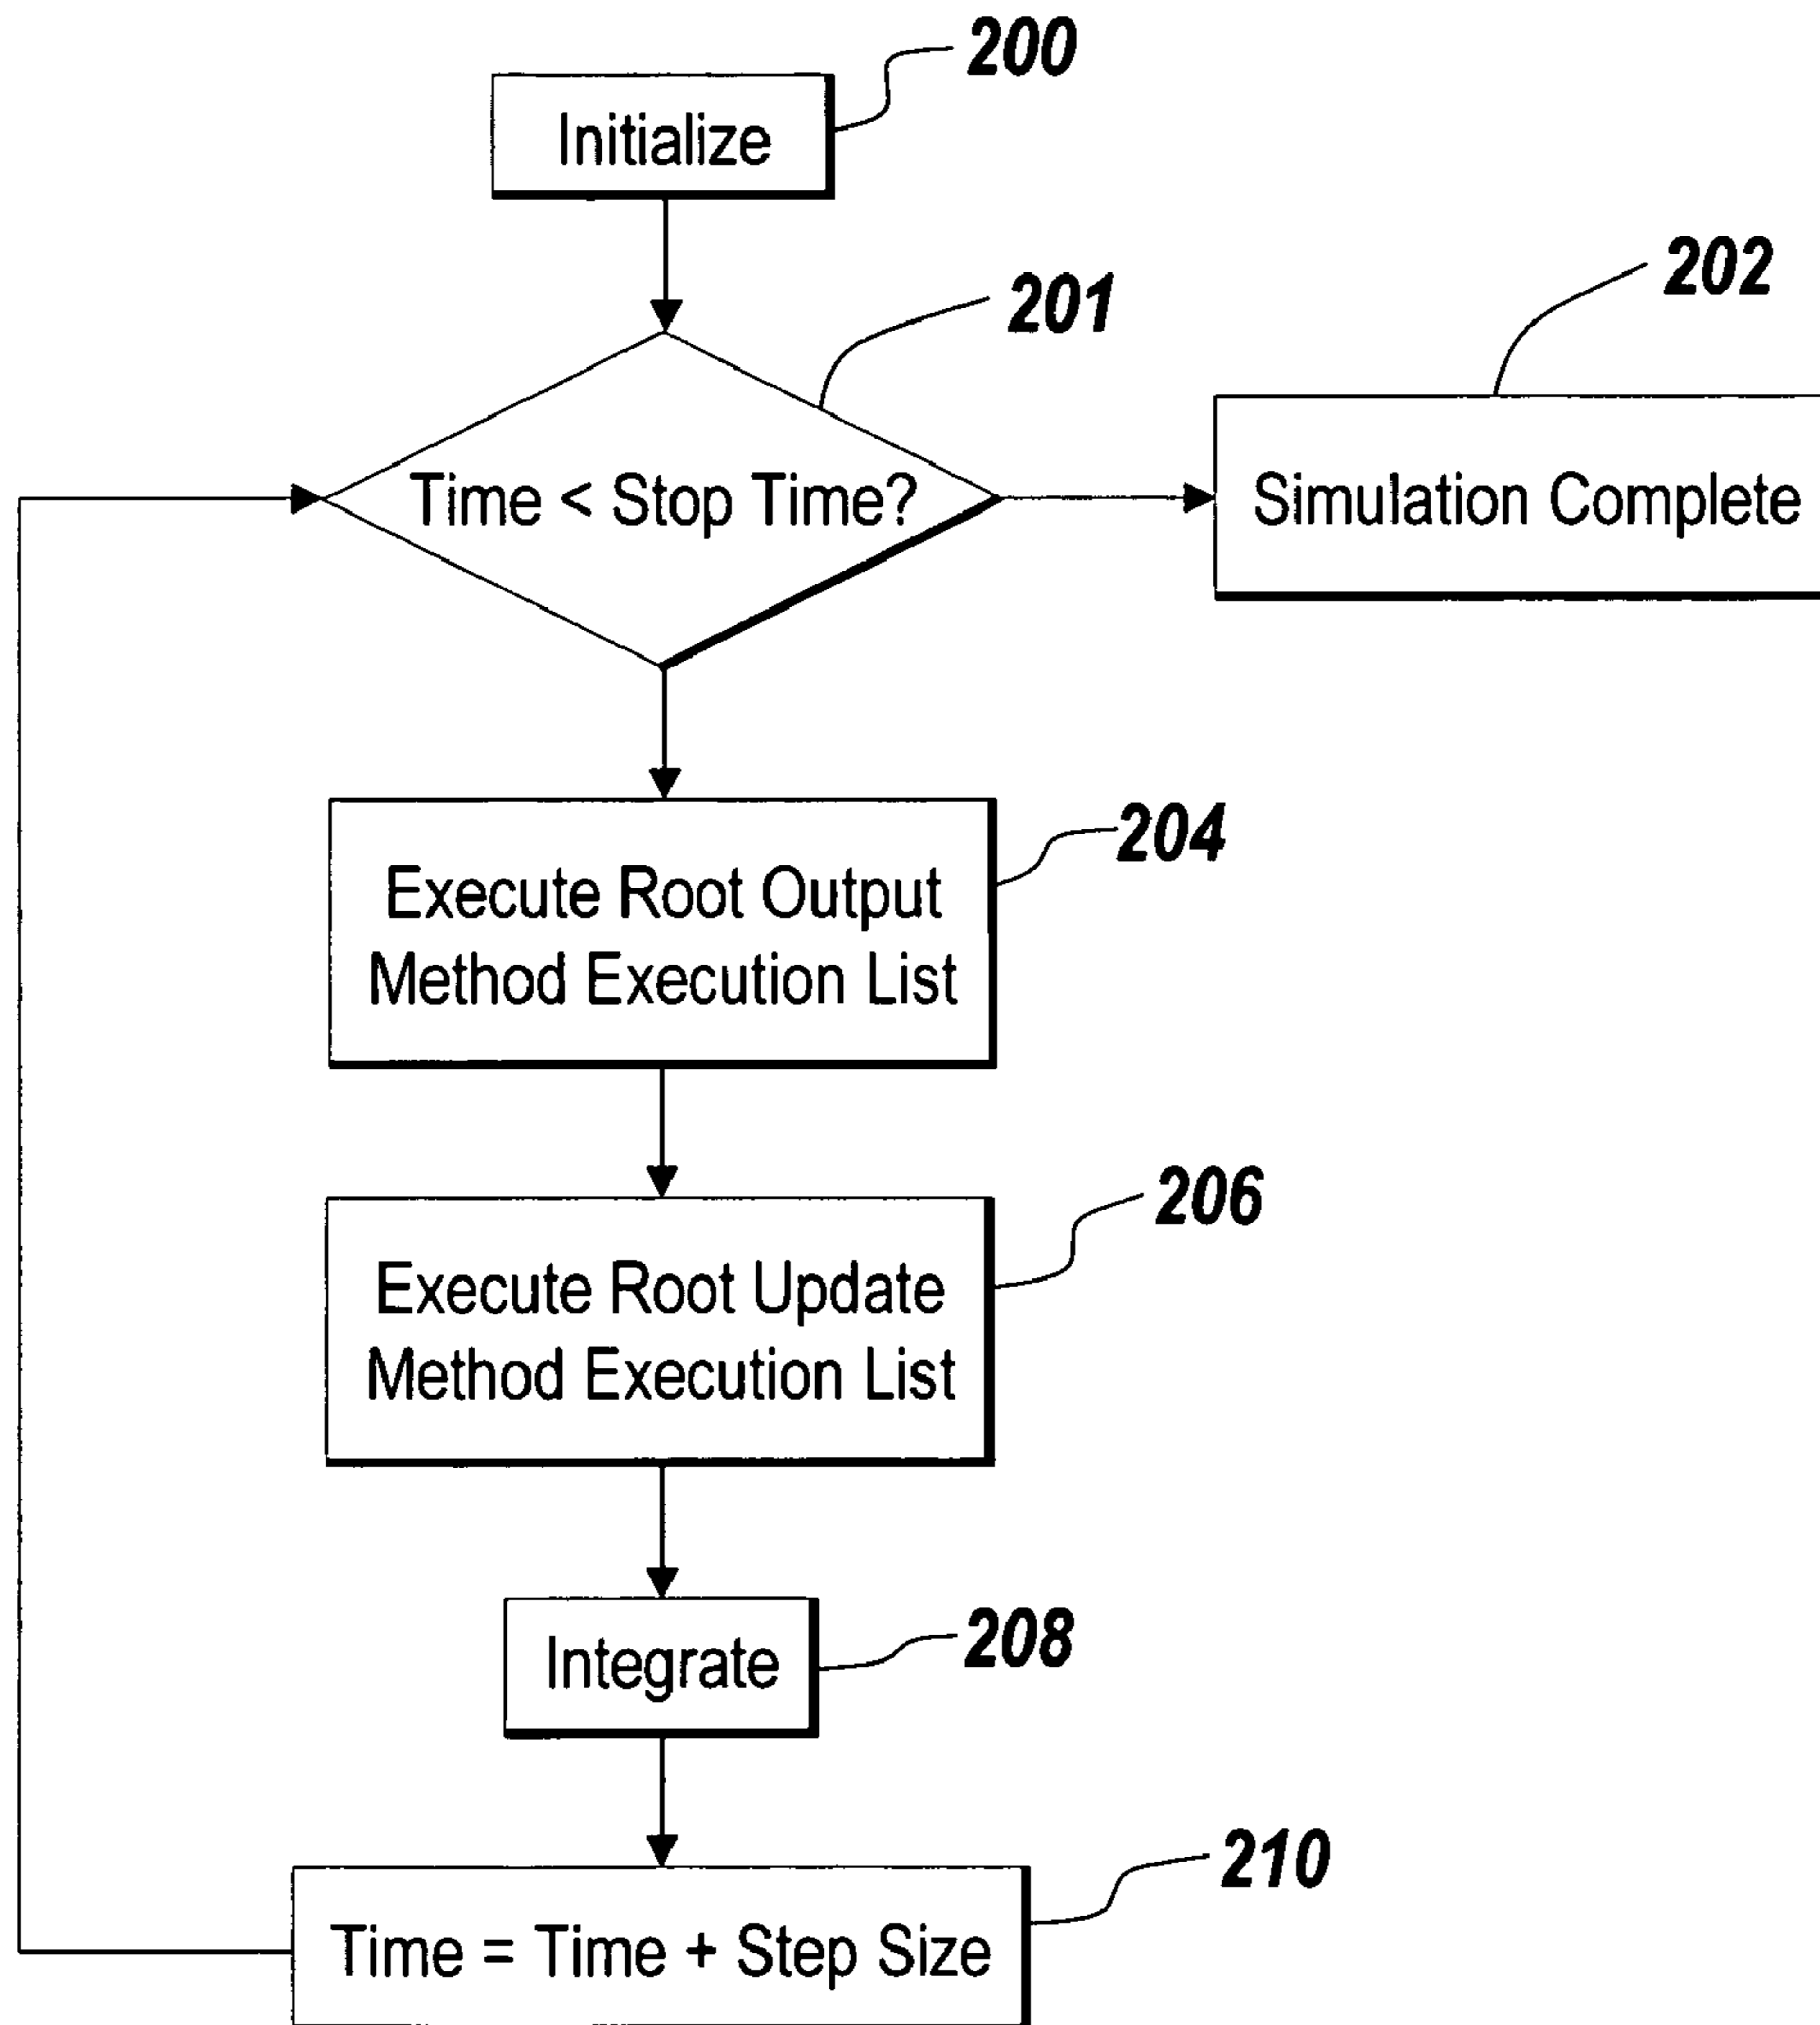 200
Initialize
201
202
Time < Stop Time?
Simulation Complete
204
Execute Root Output
Method Execution List
206
Execute Root Update
Method Execution List
208
Integrate
210
Time = Time + Step Size